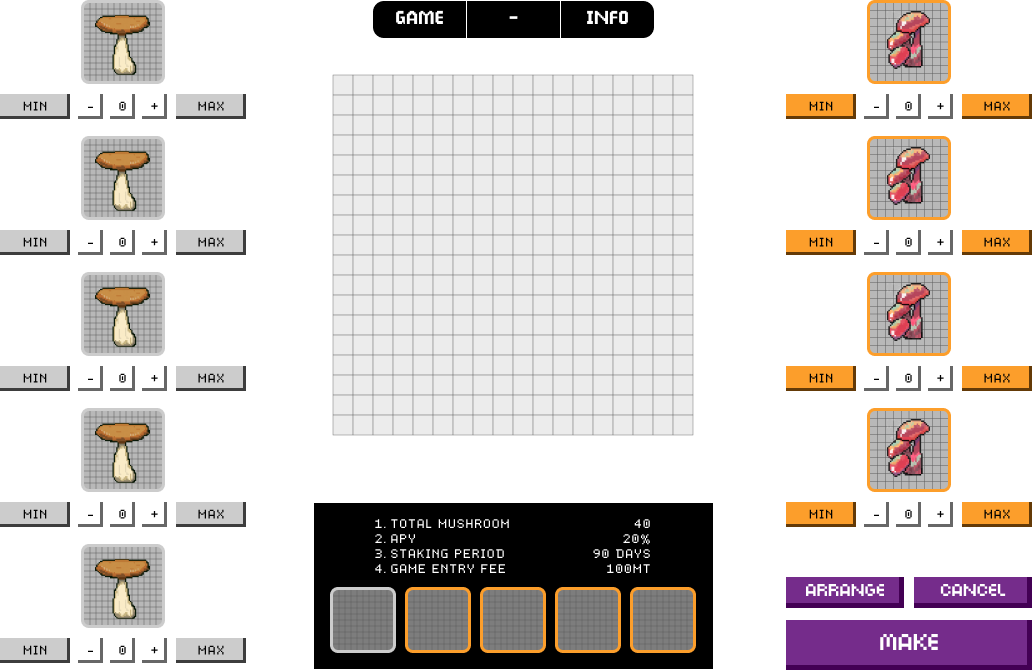 GAME - INFO
MIN - 0 + MAX
MIN - 0 + MAX
MIN - 0 + MAX
MIN - 0 + MAX
MIN - 0 + MAX
1. TOTAL MUSHROOM 40
2. APY 20%
3. STAKING PERIOD 90 DAYS
4. GAME ENTRY FEE 100MT
MIN - 0 + MAX
MIN - 0 + MAX
MIN - 0 + MAX
MIN - 0 + MAX
ARRANGE CANCEL
MAKE